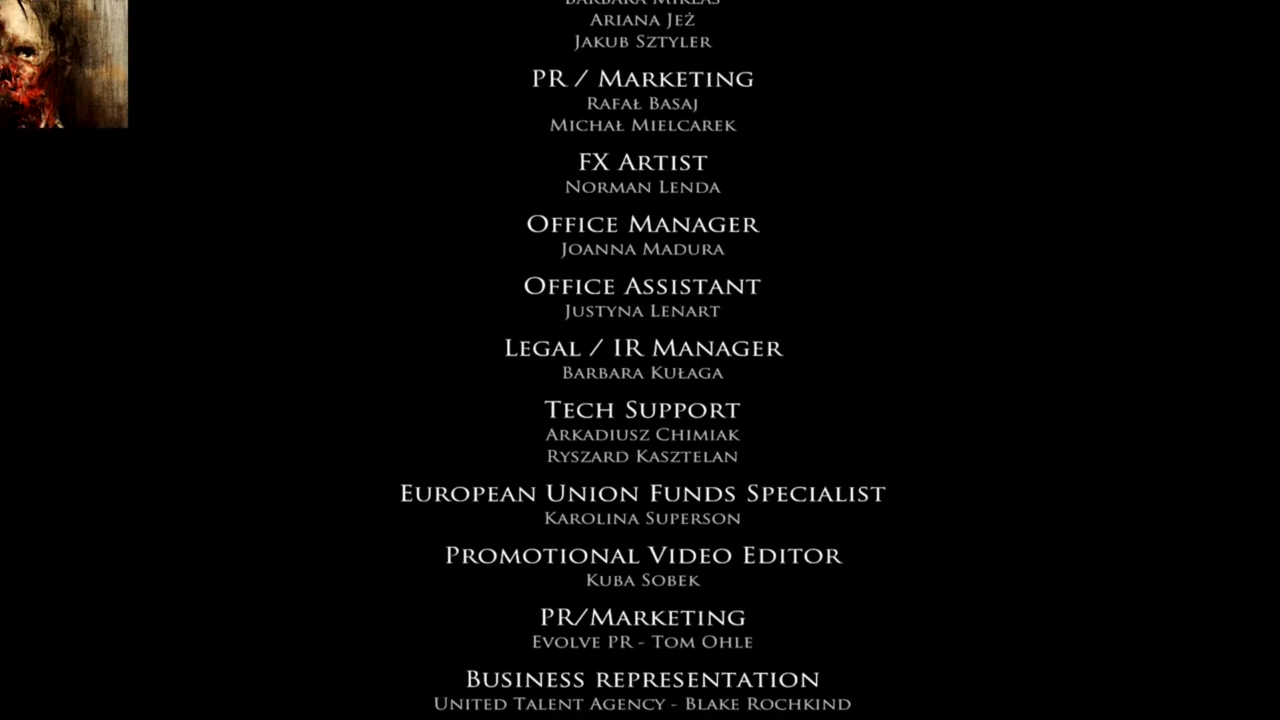 Barbara Miklas
Ariana Jeż
Jakub Sztyler
PR / Marketing
Rafał Basaj
Michał Mielcarek
FX Artist
Norman Lenda
Office Manager
Joanna Madura
Office Assistant
Justyna Lenart
Legal / IR Manager
Barbara Kułaga
Tech Support
Arkadiusz Chimiak
Ryszard Kasztelan
European Union Funds Specialist
Karolina Superson
Promotional Video Editor
Kuba Sobek
PR/Marketing
Evolve PR - Tom Ohle
Business representation
United Talent Agency - Blake Rochkind